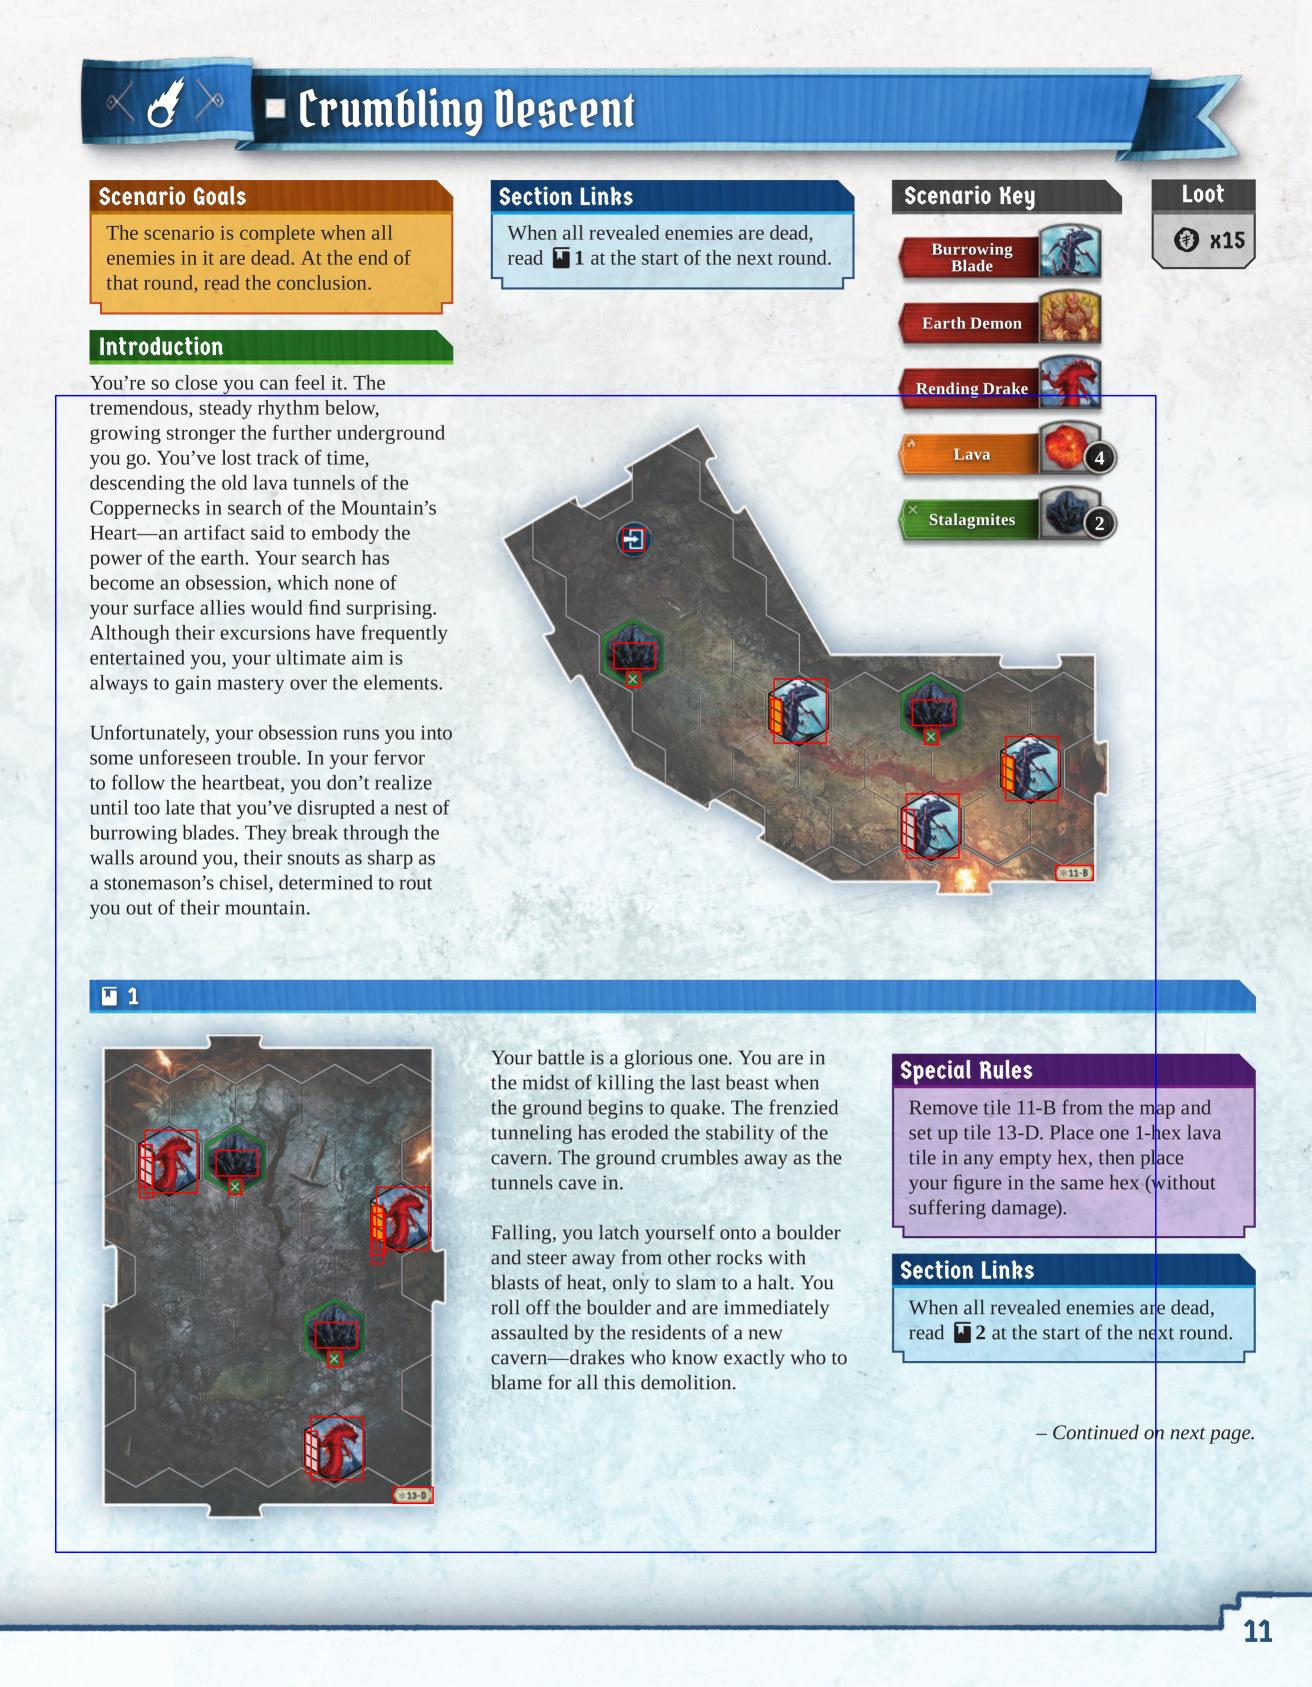 Crumbling Descent
Scenario Goals
The scenario is complete when all
enemies in it are dead. At the end of
that round, read the conclusion.
Introduction
You’re so close you can feel it. The
tremendous, steady rhythm below,
growing stronger the further underground
you go. You’ve lost track of time,
descending the old lava tunnels of the
Coppernecks in search of the Mountain’s
Heart—an artifact said to embody the
power of the earth. Your search has
become an obsession, which none of
your surface allies would find surprising.
Although their excursions have frequently
entertained you, your ultimate aim is
always to gain mastery over the elements.
Unfortunately, your obsession runs you into
some unforeseen trouble. In your fervor
to follow the heartbeat, you don’t realize
until too late that you’ve disrupted a nest of
burrowing blades. They break through the
walls around you, their snouts as sharp as
a stonemason’s chisel, determined to rout
you out of their mountain.
Section Links
When all revealed enemies are dead,
read 1 at the start of the next round.
Scenario Key
Burrowing
Blade
Earth Demon
Rending Drake
Lava
4
Stalagmites
2
Loot
x15
11-B
1
13-D
Your battle is a glorious one. You are in
the midst of killing the last beast when
the ground begins to quake. The frenzied
tunneling has eroded the stability of the
cavern. The ground crumbles away as the
tunnels cave in.
Falling, you latch yourself onto a boulder
and steer away from other rocks with
blasts of heat, only to slam to a halt. You
roll off the boulder and are immediately
assaulted by the residents of a new
cavern—drakes who know exactly who to
blame for all this demolition.
Special Rules
Remove tile 11-B from the map and
set up tile 13-D. Place one 1-hex lava
tile in any empty hex, then place
your figure in the same hex (without
suffering damage).
Section Links
When all revealed enemies are dead,
read 2 at the start of the next round.
– Continued on next page.
11